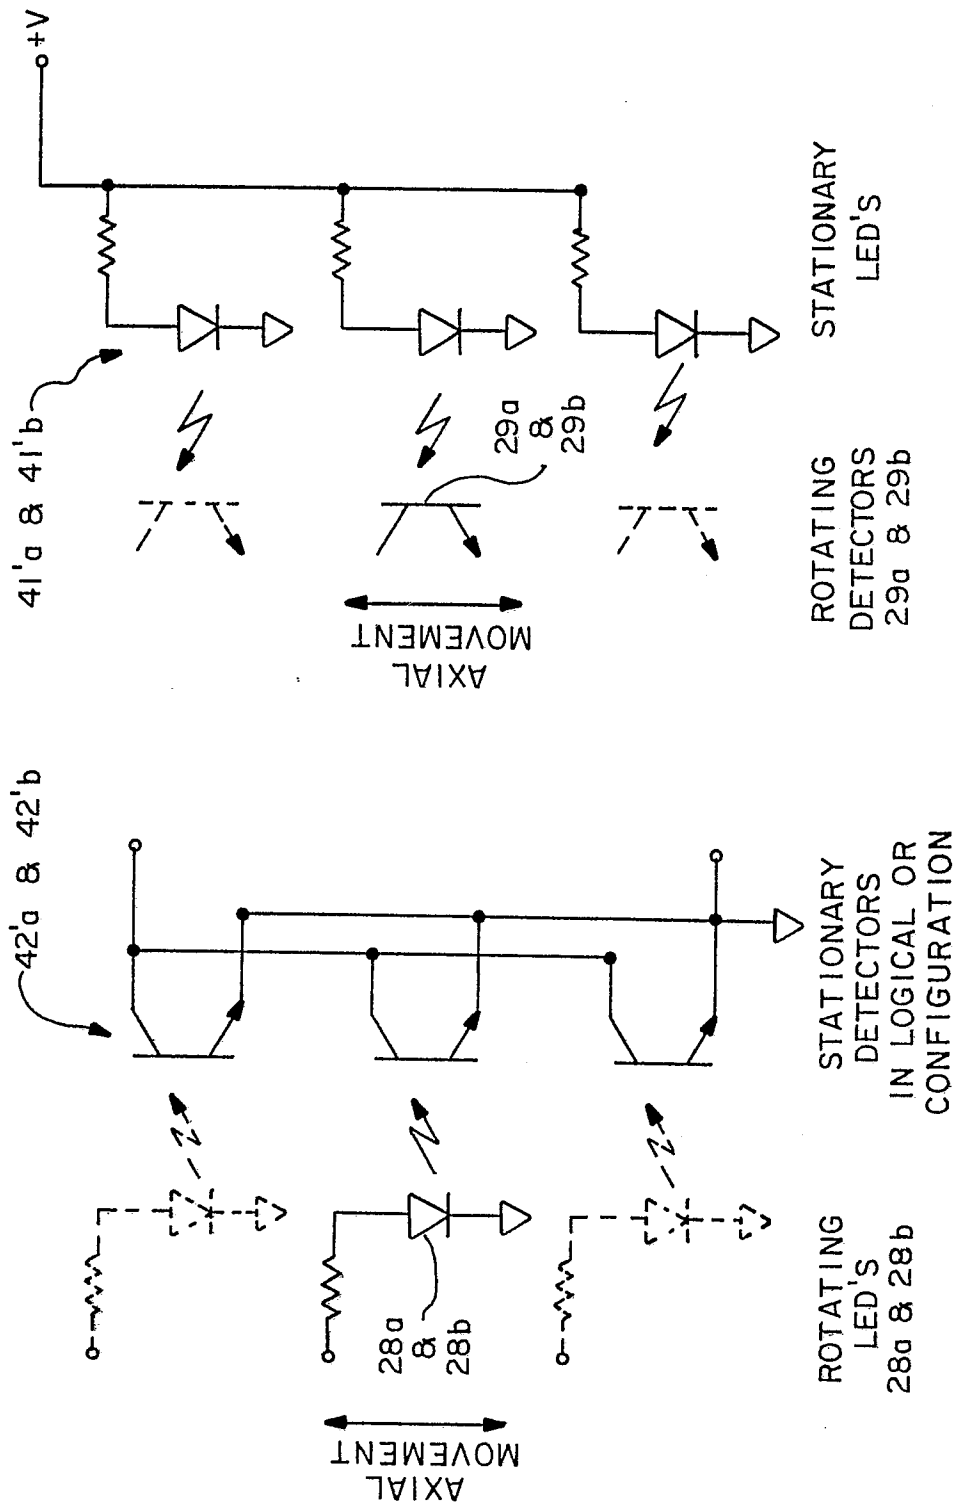 42'a & 42'b
41'a & 41'b
+V
28a
&
28b
29a
&
29b
AXIAL
MOVEMENT
AXIAL
MOVEMENT
ROTATING
LED'S
28a & 28b
STATIONARY
DETECTORS
IN LOGICAL OR
CONFIGURATION
ROTATING
DETECTORS
29a & 29b
STATIONARY
LED'S